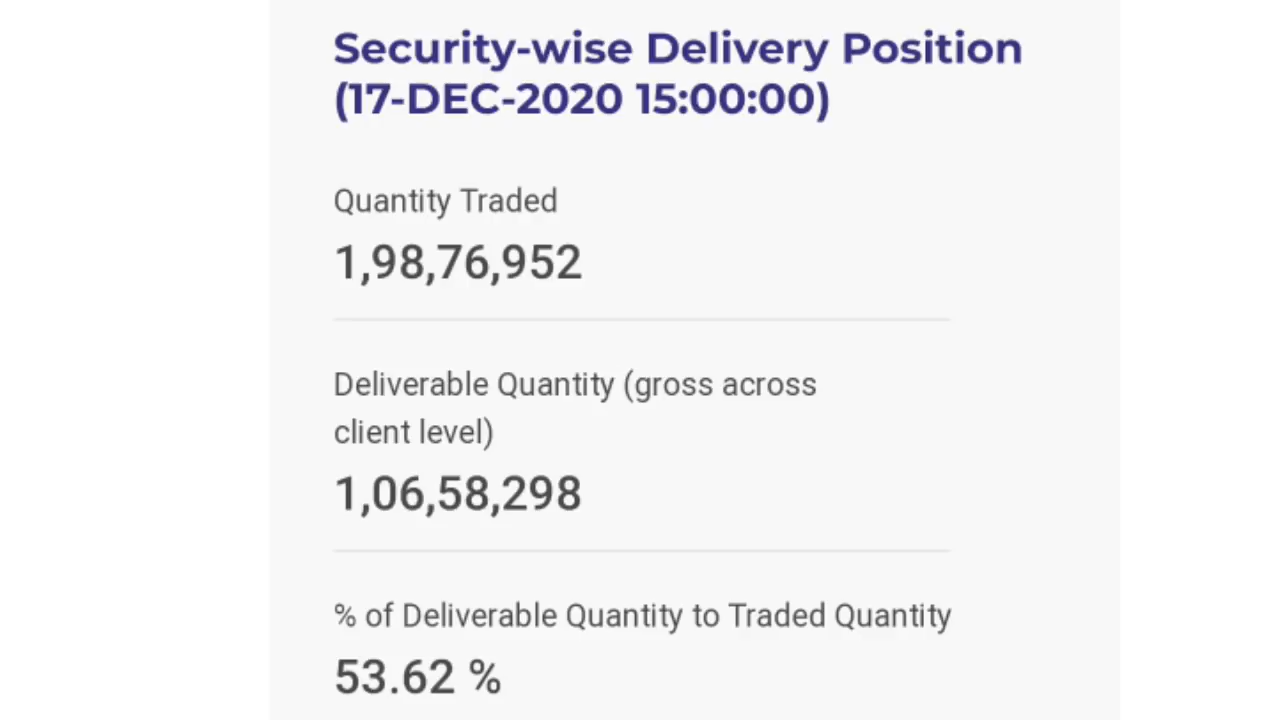 Security-wise Delivery Position
(17-DEC-2020 15:00:00)
Quantity Traded
1,98,76,952
Deliverable Quantity (gross across
client level)
1,06,58,298
% of Deliverable Quantity to Traded Quantity
53.62 %